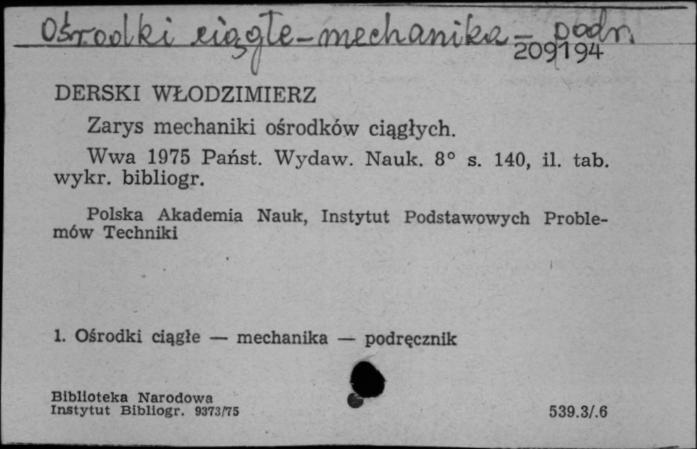 Ośrodki ciągłe – mechanika – podr.
209194
DERSKI WŁODZIMIERZ
Zarys mechaniki ośrodków ciągłych.
Wwa 1975 Państ. Wydaw. Nauk. 8° s. 140, il. tab.
wykr. bibliogr.
Polska Akademia Nauk, Instytut Podstawowych Proble-
mów Techniki
1. Ośrodki ciągłe — mechanika — podręcznik
Biblioteka Narodowa
Instytut Bibliogr. 9373/75
539.3/.6